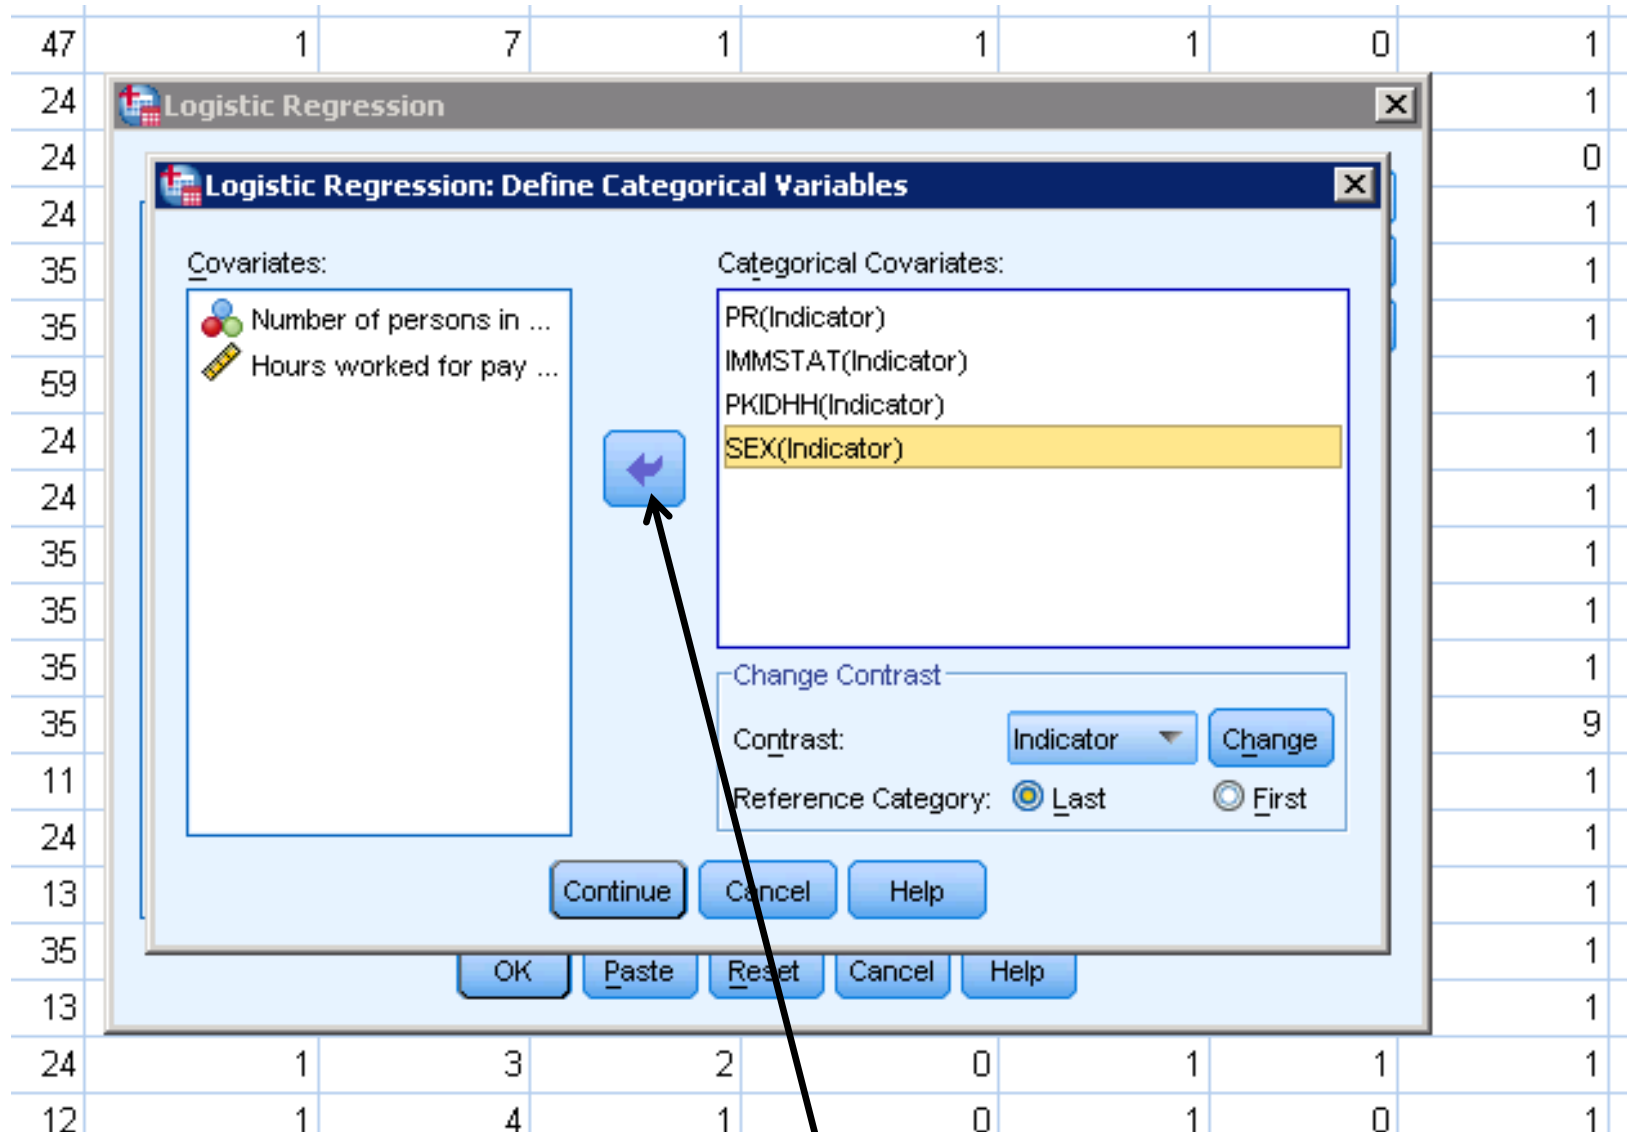 47 1 7 1 1 1 0 1
24 1
Logistic Regression
24 0
Logistic Regression: Define Categorical Variables
24 1
35 1
Covariates: Categorical Covariates:
35 1
Number of persons in ... PR(Indicator)
Hours worked for pay ... IMMSTAT(Indicator)
59 1
PKIDHH(Indicator)
24 1
SEX(Indicator)
24 1
35 1
35 1
35 1
Change Contrast
35 9
Contrast: Indicator Change
11 1
Reference Category: Last First
24 1
13 1
Continue Cancel Help
35 1
OK Paste Reset Cancel Help
13 1
24 1 3 2 0 1 1 1
12 1 4 1 0 1 0 1